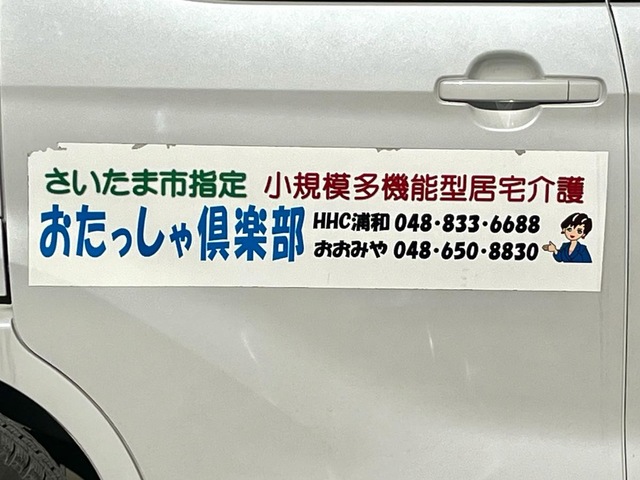 さいたま市指定 小規模多機能型居宅介護
おたっしゃ倶楽部
HHC浦和 048・833・6688
おおみや 048・650・8830